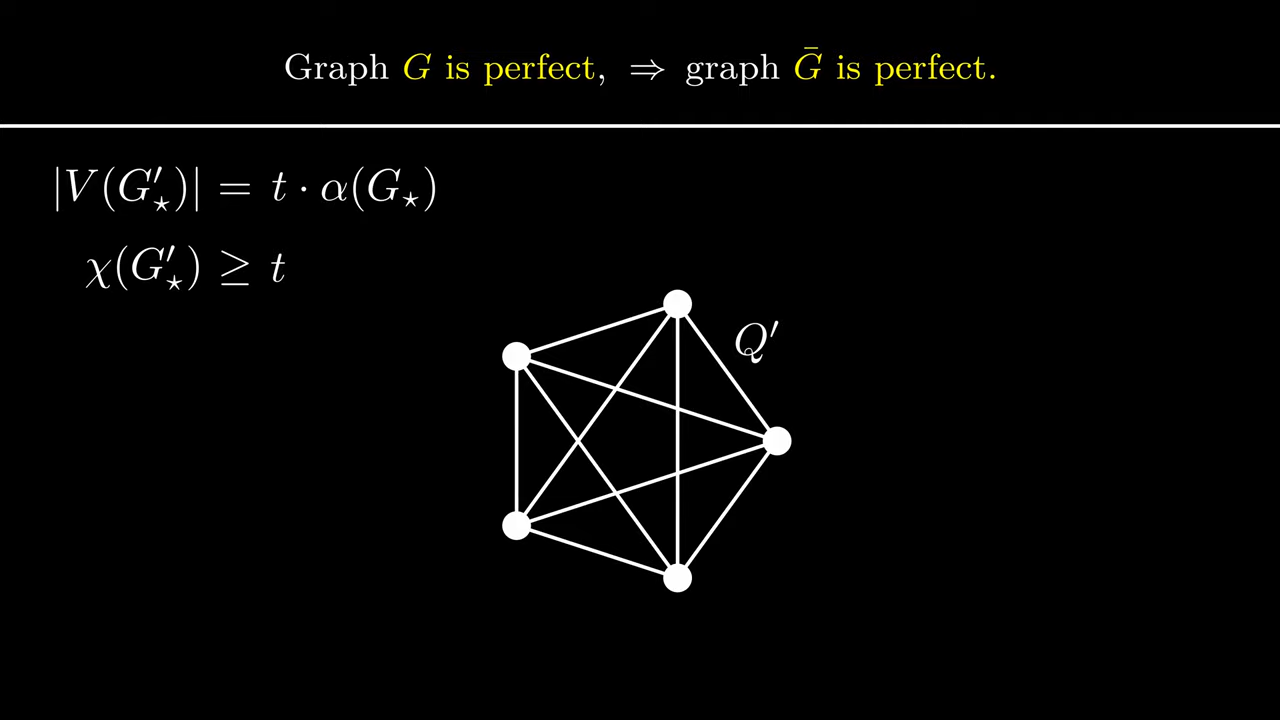 Graph G is perfect, ⇒ graph Ḡ is perfect.
|V(G′⋆)| = t · α(G⋆)
χ(G′⋆) ≥ t
Q′